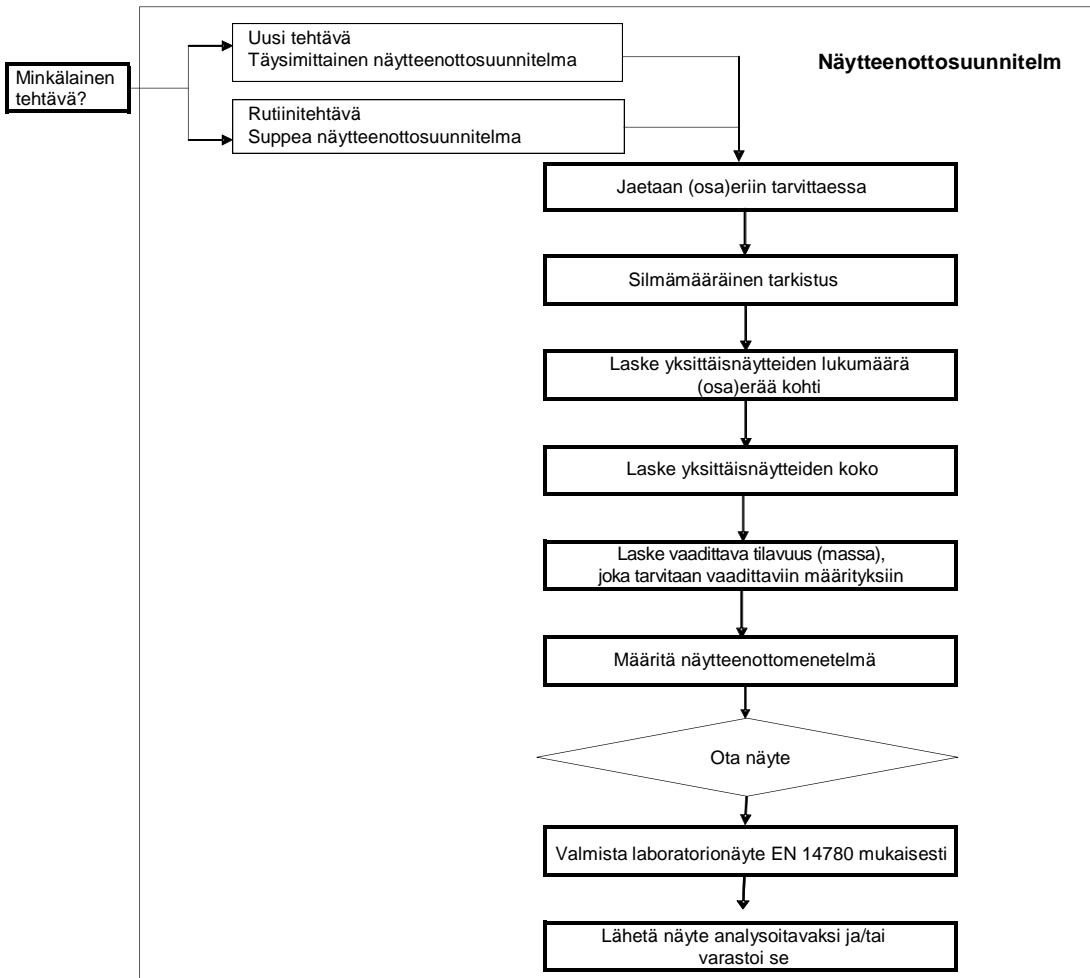 Uusi tehtävä
Täysimittainen näytteenottosuunnitelma
Näytteenottosuunnitelm
Minkälainen
tehtävä?
Rutiinitehtävä
Suppea näytteenottosuunnitelma
Jaetaan (osa)eriin tarvittaessa
Silmämääräinen tarkistus
Laske yksittäisnäytteiden lukumäärä
(osa)erää kohti
Laske yksittäisnäytteiden koko
Laske vaadittava tilavuus (massa),
joka tarvitaan vaadittaviin määrityksiin
Määritä näytteenottomenetelmä
Ota näyte
Valmista laboratorionäyte EN 14780 mukaisesti
Lähetä näyte analysoitavaksi ja/tai
varastoi se